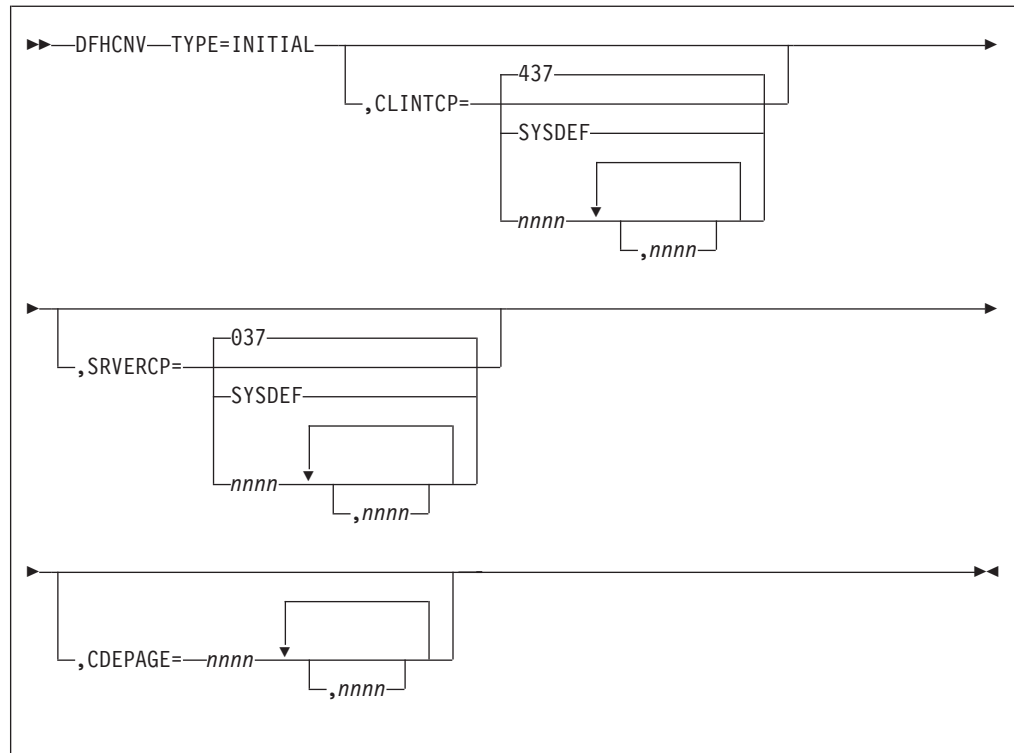 DFHCNV TYPE=INITIAL
437
,CLINTCP=
SYSDEF
nnnn
,nnnn
037
,SRVERCP=
SYSDEF
nnnn
,nnnn
,CDEPAGE= nnnn
,nnnn